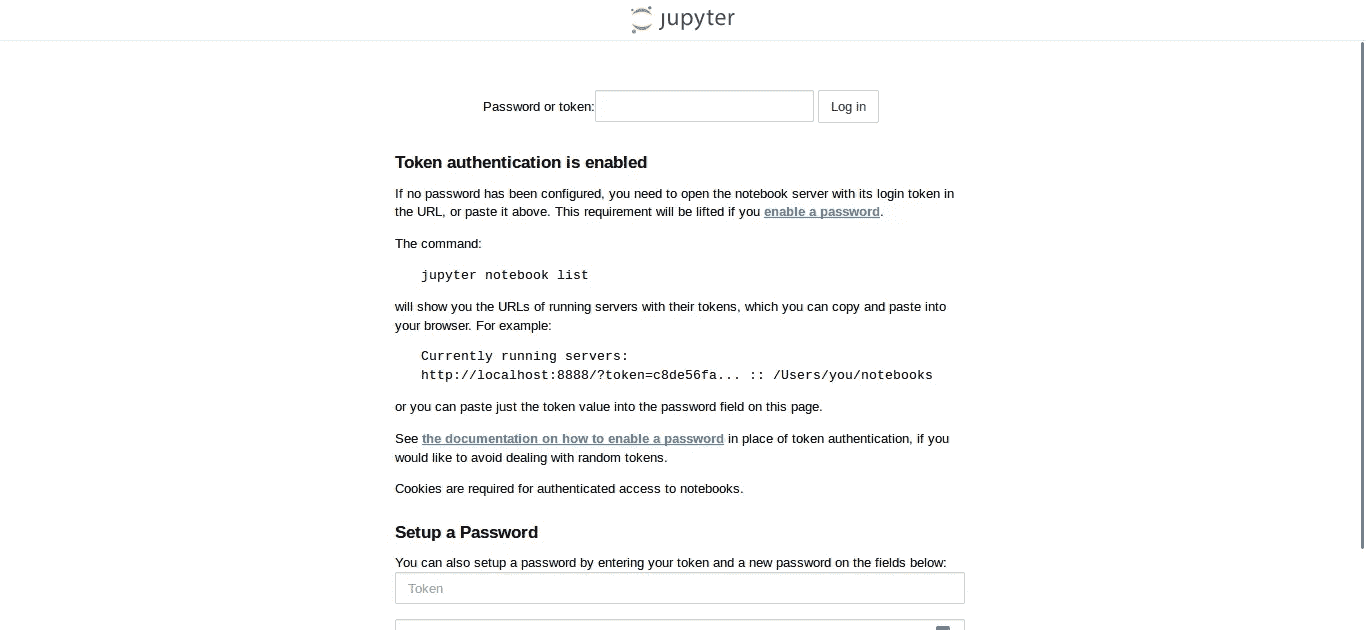 jupyter
Password or token:
Log in
Token authentication is enabled
If no password has been configured, you need to open the notebook server with its login token in
the URL, or paste it above. This requirement will be lifted if you enable a password.
The command:
jupyter notebook list
will show you the URLs of running servers with their tokens, which you can copy and paste into
your browser. For example:
Currently running servers:
http://localhost:8888/?token=c8de56fa... :: /Users/you/notebooks
or you can paste just the token value into the password field on this page.
See the documentation on how to enable a password in place of token authentication, if you
would like to avoid dealing with random tokens.
Cookies are required for authenticated access to notebooks.
Setup a Password
You can also setup a password by entering your token and a new password on the fields below:
Token